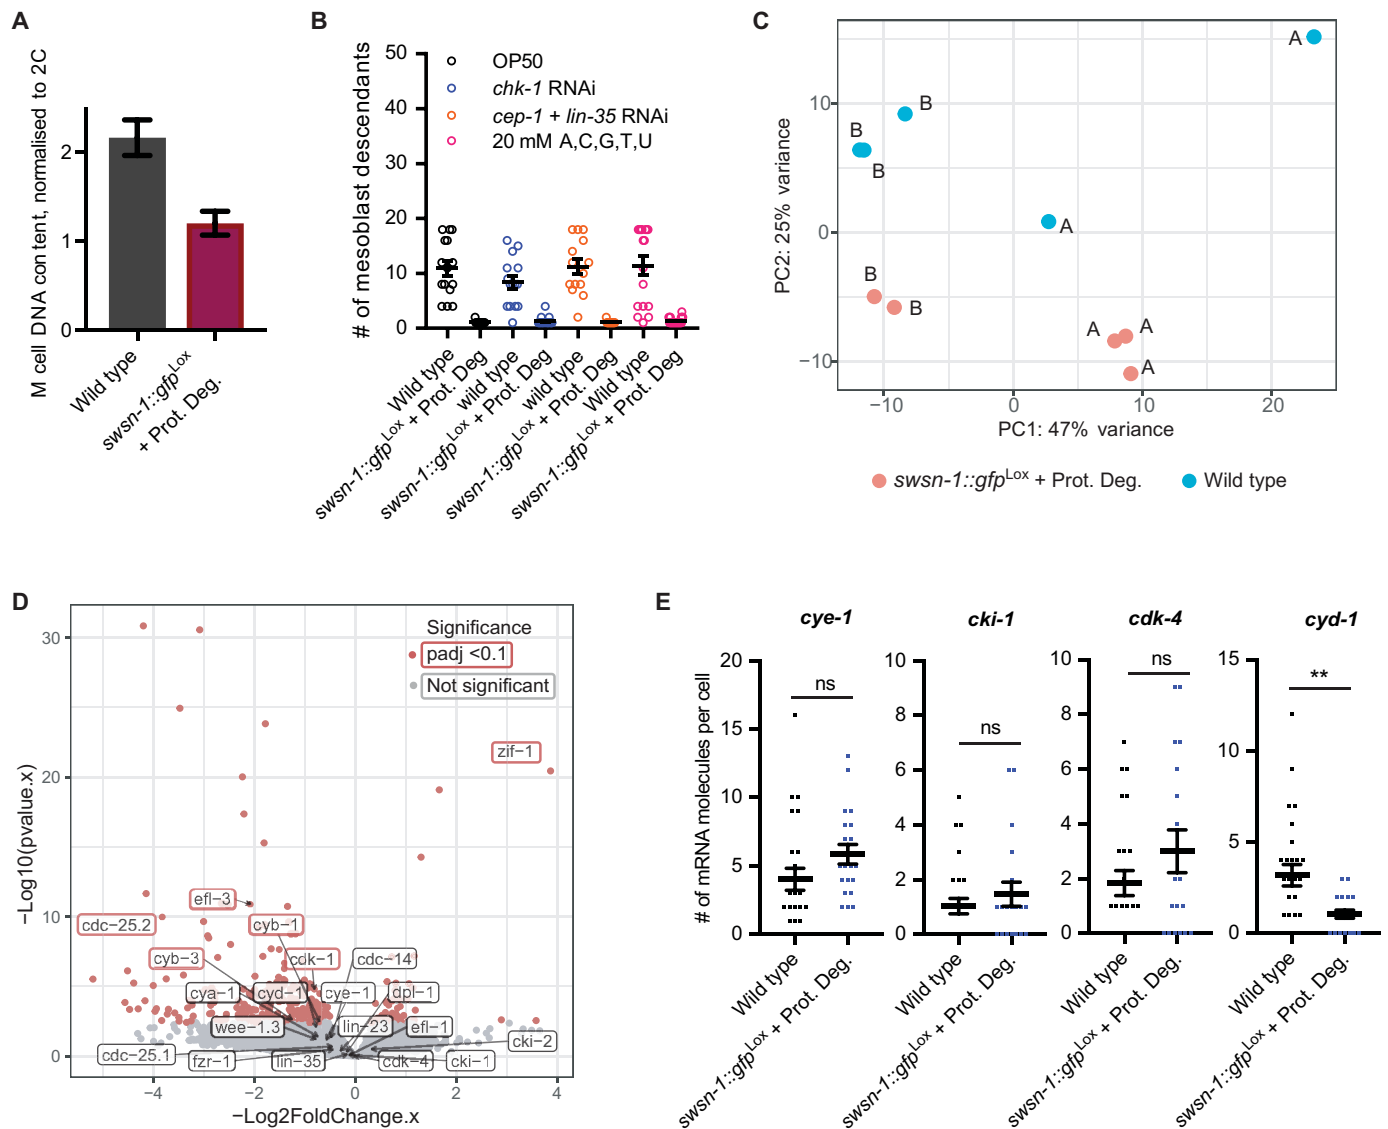 A
M cell DNA content, normalised to 2C
2
1
0
Wild type
swsn-1::gfpLox
+ Prot. Deg.
B
# of mesoblast descendants
50
40
30
20
10
0
OP50
chk-1 RNAi
cep-1 + lin-35 RNAi
20 mM A,C,G,T,U
Wild type
swsn-1::gfpLox + Prot. Deg
wild type
swsn-1::gfpLox + Prot. Deg
wild type
swsn-1::gfpLox + Prot. Deg
Wild type
swsn-1::gfpLox + Prot. Deg
C
PC2: 25% variance
10
0
−10
A
B
B
B
A
B
B
A
A
A
−10
0
10
20
PC1: 47% variance
swsn-1::gfpLox + Prot. Deg.
Wild type
D
−Log10(pvalue.x)
30
20
10
0
Significance
padj <0.1
Not significant
zif−1
efl−3
cdc−25.2
cyb−1
cyb−3
cdk−1
cdc−14
cya−1
cyd−1
cye−1
dpl−1
wee−1.3
lin−23
efl−1
cki−2
cdc−25.1
fzr−1
lin−35
cdk−4
cki−1
−4
−2
0
2
4
−Log2FoldChange.x
E
# of mRNA molecules per cell
cye-1
20
15
10
5
0
ns
Wild type
swsn-1::gfpLox + Prot. Deg.
cki-1
10
8
6
4
2
0
ns
Wild type
swsn-1::gfpLox + Prot. Deg.
cdk-4
10
8
6
4
2
0
ns
Wild type
swsn-1::gfpLox + Prot. Deg.
cyd-1
15
10
5
0
**
Wild type
swsn-1::gfpLox + Prot. Deg.